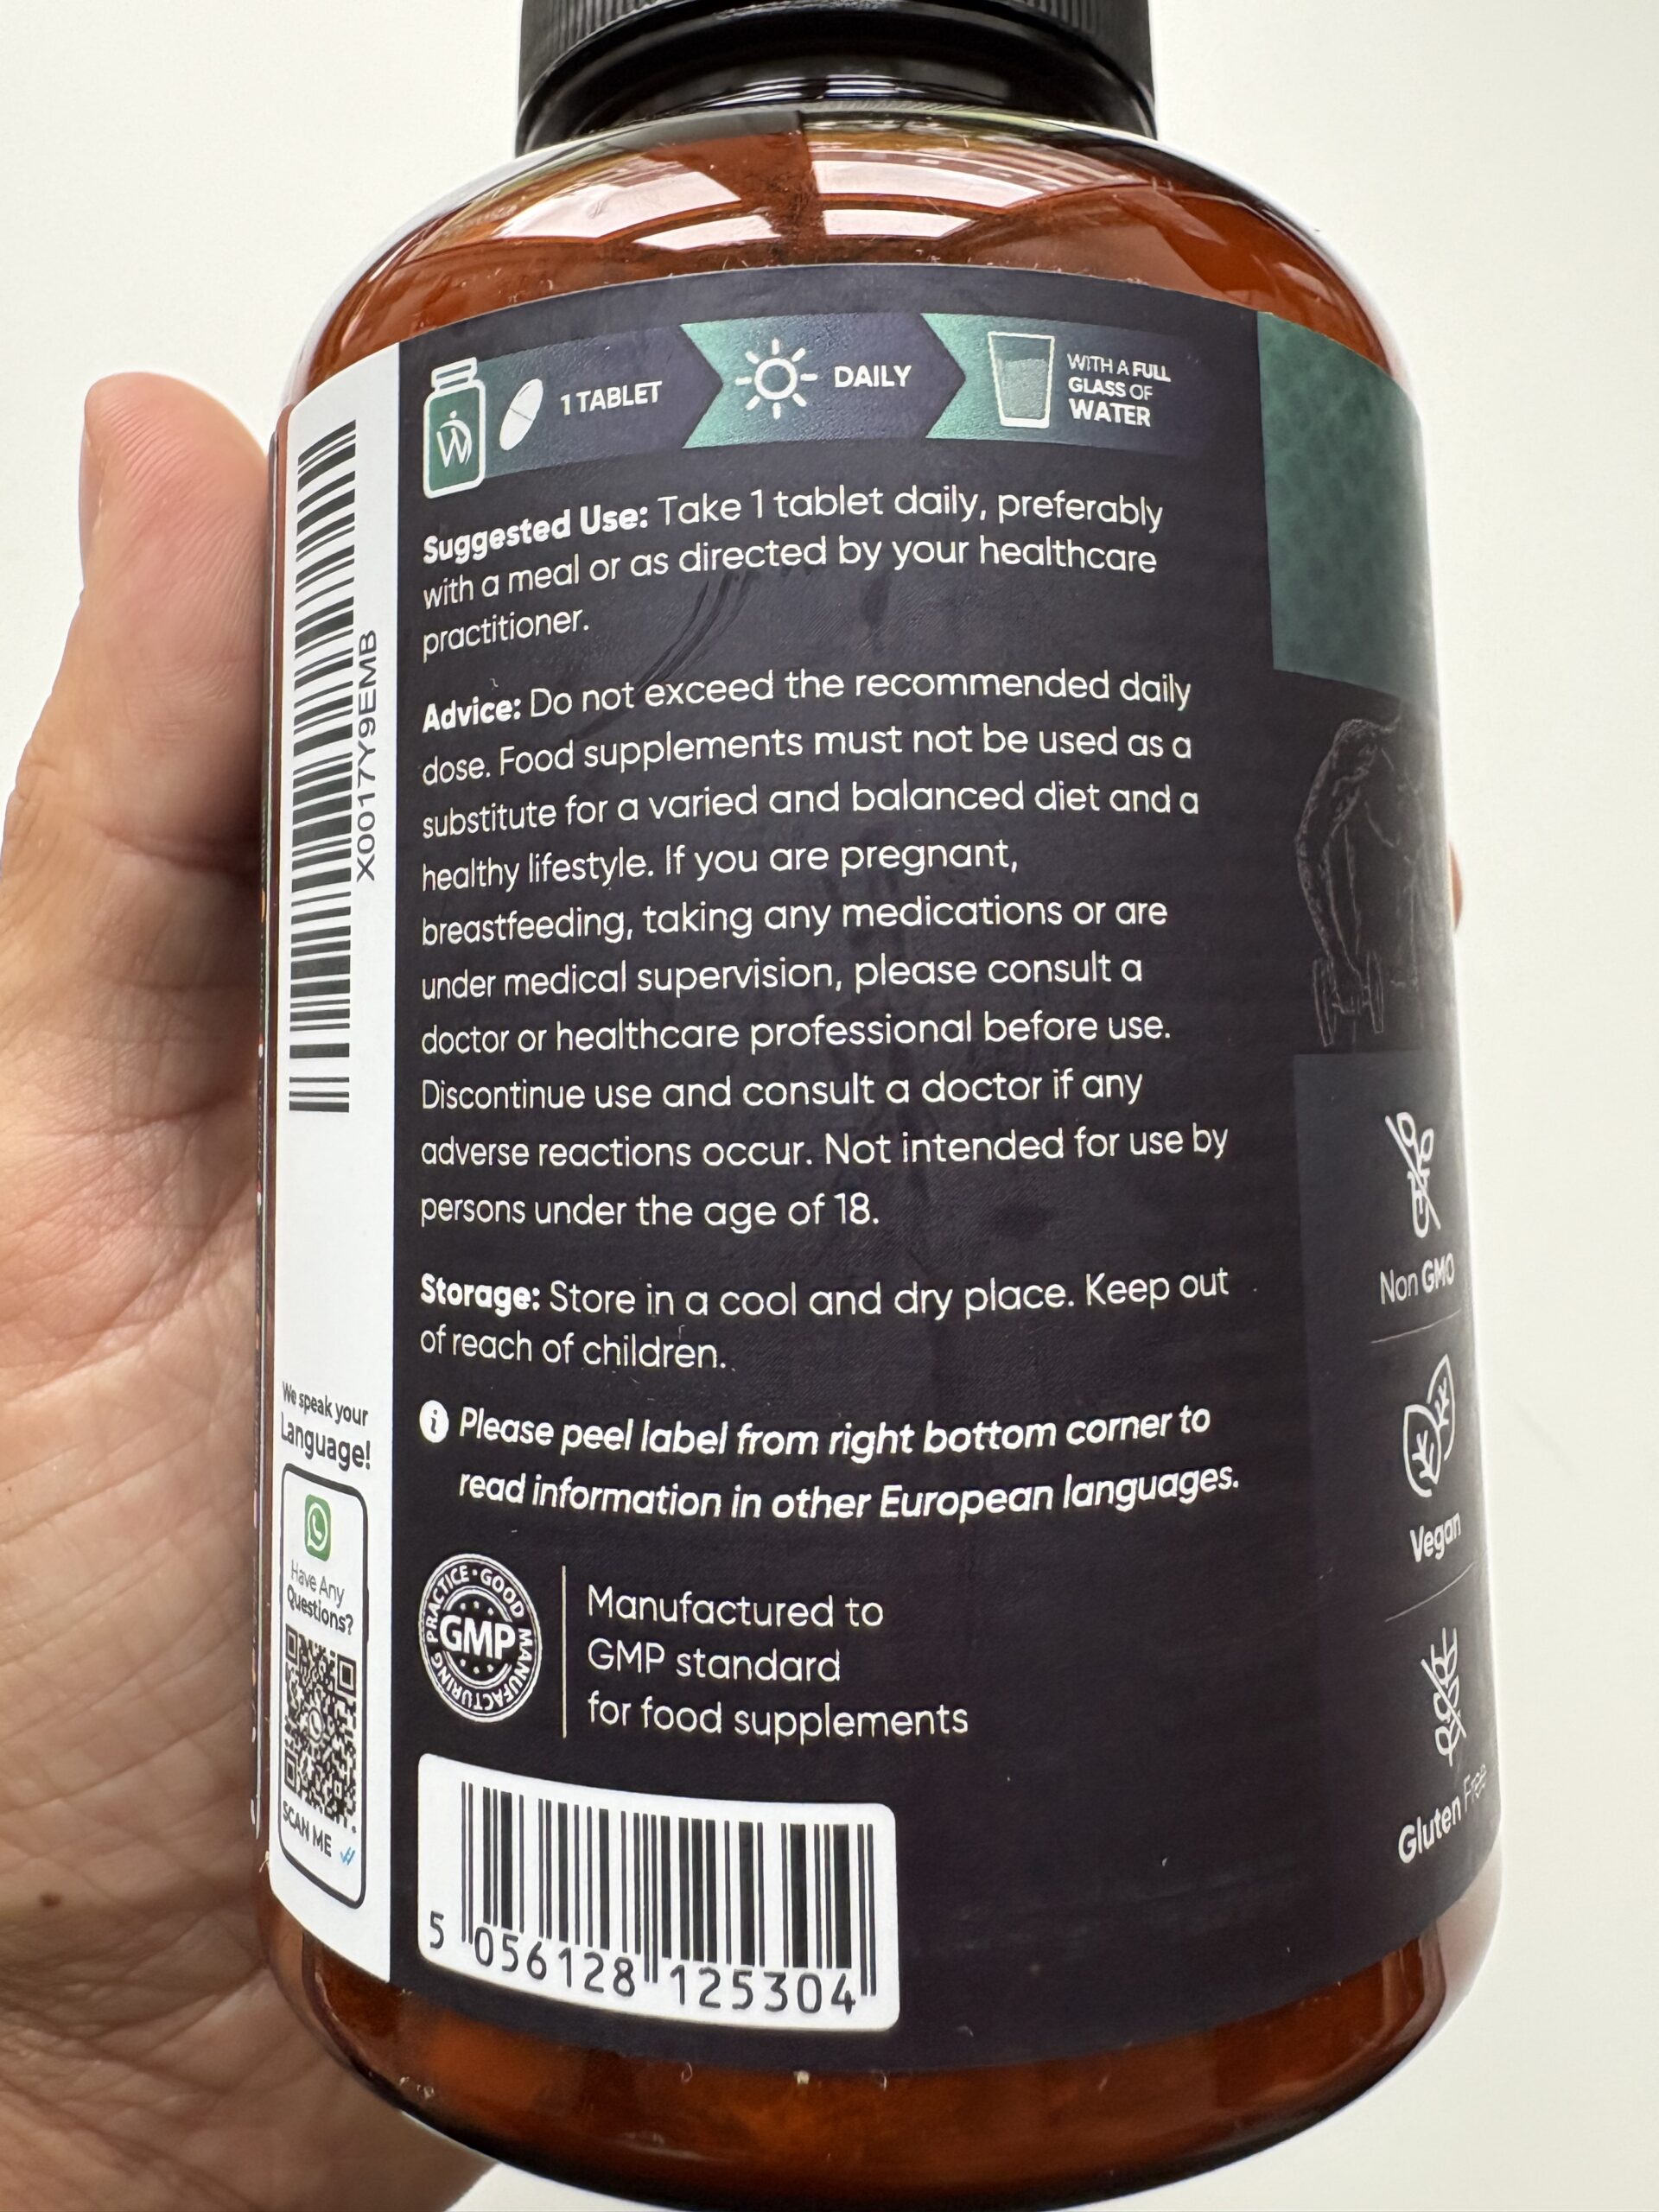 1 TABLET
DAILY
WITH A FULL
GLASS OF
WATER
Suggested Use: Take 1 tablet daily, preferably
with a meal or as directed by your healthcare
practitioner.
Advice: Do not exceed the recommended daily
dose. Food supplements must not be used as a
substitute for a varied and balanced diet and a
healthy lifestyle. If you are pregnant,
breastfeeding, taking any medications or are
under medical supervision, please consult a
doctor or healthcare professional before use.
Discontinue use and consult a doctor if any
adverse reactions occur. Not intended for use by
persons under the age of 18.
Storage: Store in a cool and dry place. Keep out
of reach of children.
Please peel label from right bottom corner to
read information in other European languages.
GOOD MANUFACTURING PRACTICE
GMP
Manufactured to
GMP standard
for food supplements
5 056128 125304
X0017Y9EMB
We speak your
Language!
Have Any
Questions?
SCAN ME
Non GMO
Vegan
Gluten Free